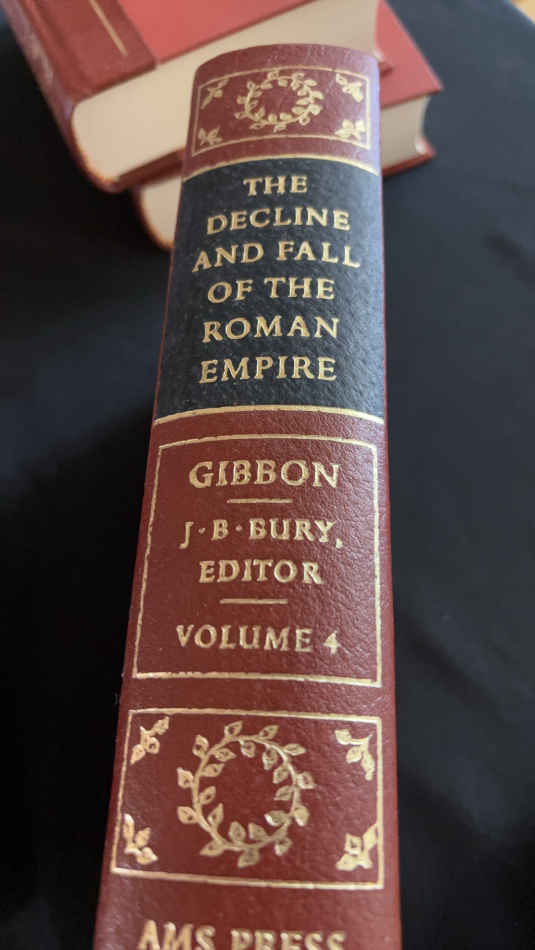 THE
DECLINE
AND FALL
OF THE
ROMAN
EMPIRE
GIBBON
J·B·BURY,
EDITOR
VOLUME 4
AMS PRESS